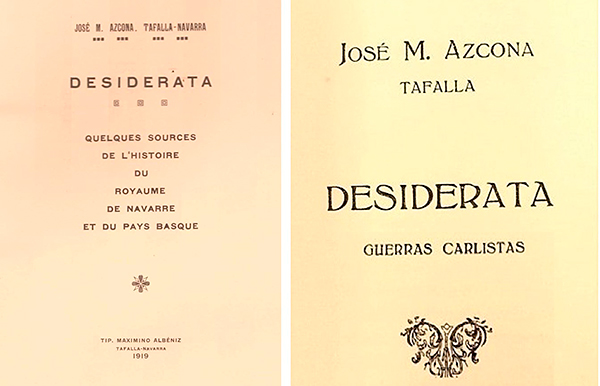 JOSÉ M. AZCONA, TAFALLA-NAVARRA
DESIDERATA
QUELQUES SOURCES
DE L'HISTOIRE
DU
ROYAUME
DE NAVARRE
ET DU PAYS BASQUE
TIP. MAXIMINO ALBÉNIZ
TAFALLA-NAVARRA
1919
JOSÉ M. AZCONA
TAFALLA
DESIDERATA
GUERRAS CARLISTAS